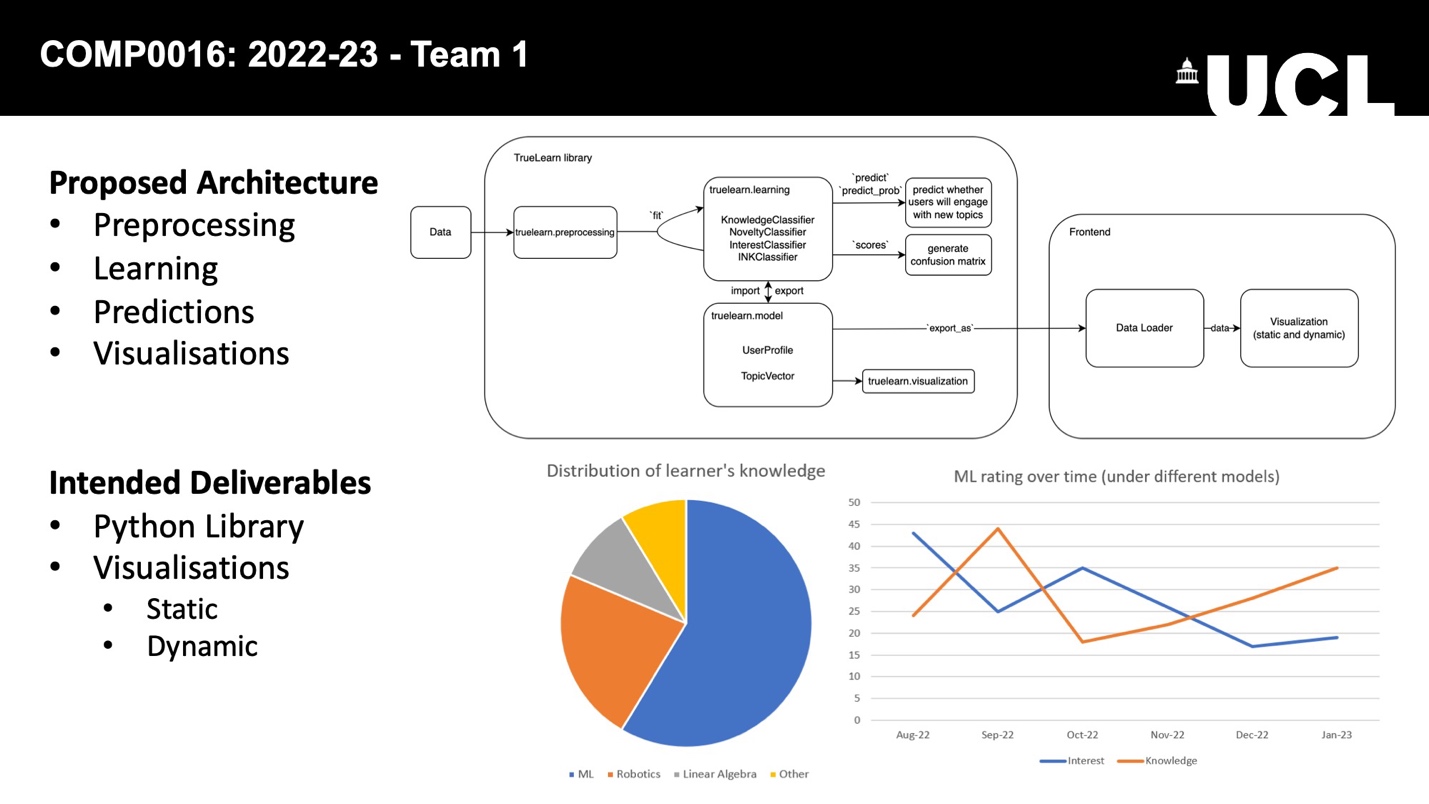 COMP0016: 2022-23 - Team 1
UCL
Proposed Architecture
• Preprocessing
• Learning
• Predictions
• Visualisations
Data
TrueLearn library
truelearn.preprocessing
`fit`
truelearn.learning
KnowledgeClassifier
NoveltyClassifier
InterestClassifier
INKClassifier
`predict`
`predict_prob`
predict whether
users will engage
with new topics
`scores`
generate
confusion matrix
import export
truelearn.model
UserProfile
TopicVector
`export_as`
truelearn.visualization
Frontend
Data Loader
data
Visualization
(static and dynamic)
Intended Deliverables
• Python Library
• Visualisations
• Static
• Dynamic
Distribution of learner's knowledge
ML Robotics Linear Algebra Other
ML rating over time (under different models)
50
45
40
35
30
25
20
15
10
5
0
Aug-22 Sep-22 Oct-22 Nov-22 Dec-22 Jan-23
Interest Knowledge